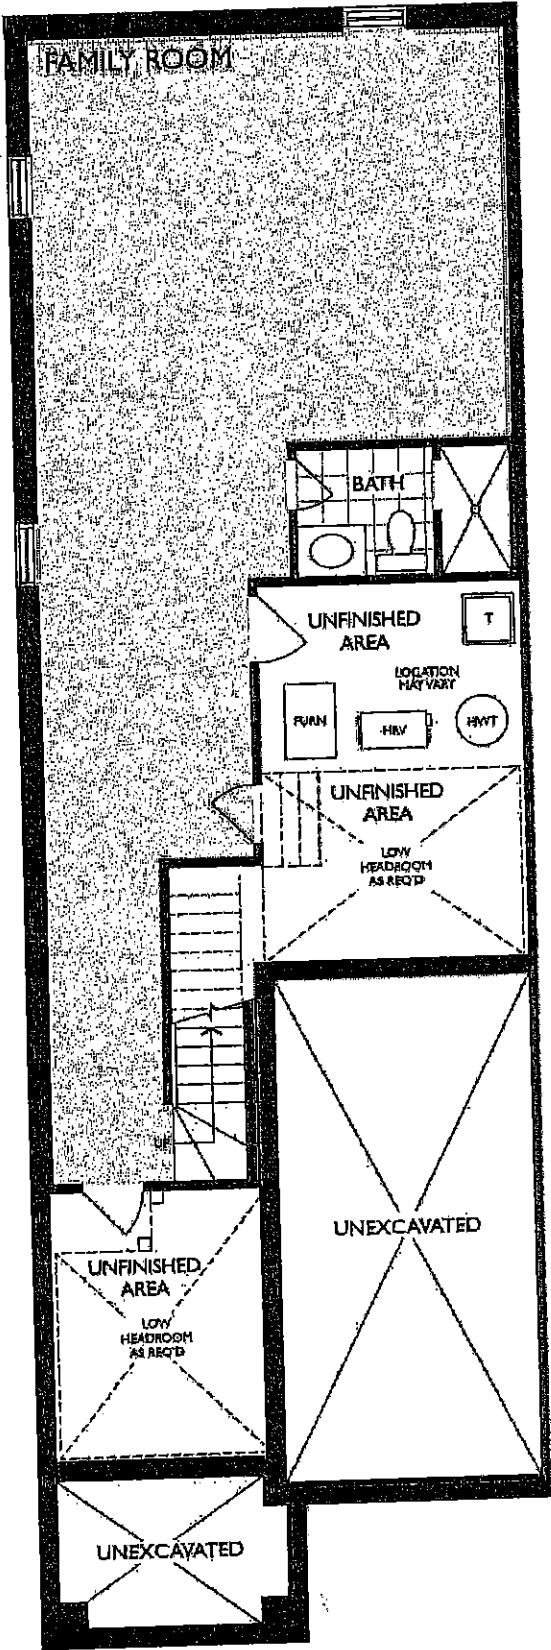 FAMILY ROOM
BATH
UNFINISHED
AREA
T
LOCATION
MAY VARY
FURN
HRV
HWT
UNFINISHED
AREA
LOW
HEADROOM
AS REQ'D
UP
UNEXCAVATED
UNFINISHED
AREA
LOW
HEADROOM
AS REQ'D
UNEXCAVATED